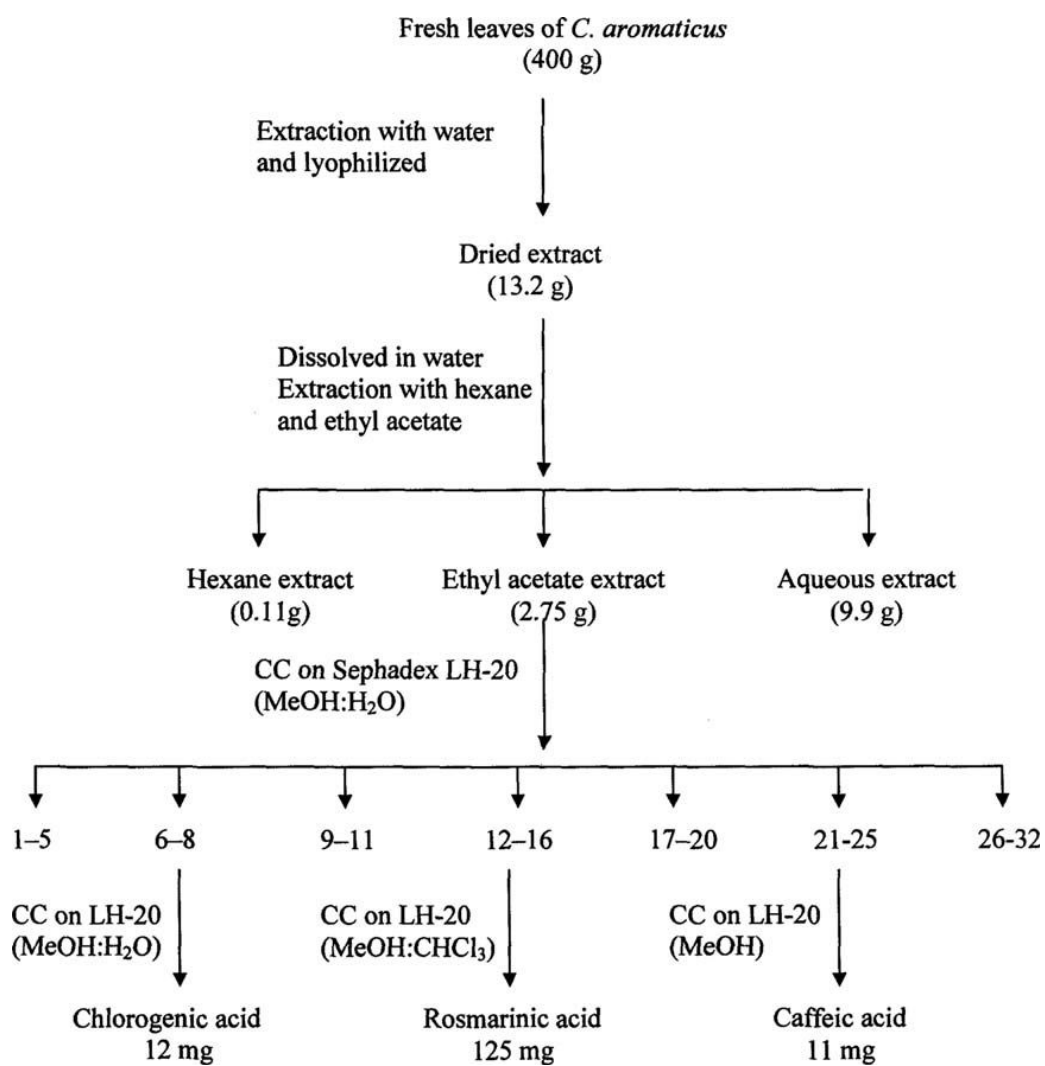 Fresh leaves of C. aromaticus
(400 g)
Extraction with water
and lyophilized
Dried extract
(13.2 g)
Dissolved in water
Extraction with hexane
and ethyl acetate
Hexane extract
(0.11g)
Ethyl acetate extract
(2.75 g)
Aqueous extract
(9.9 g)
CC on Sephadex LH-20
(MeOH:H₂O)
1–5 6–8 9–11 12–16 17–20 21-25 26-32
CC on LH-20
(MeOH:H₂O)
CC on LH-20
(MeOH:CHCl₃)
CC on LH-20
(MeOH)
Chlorogenic acid
12 mg
Rosmarinic acid
125 mg
Caffeic acid
11 mg